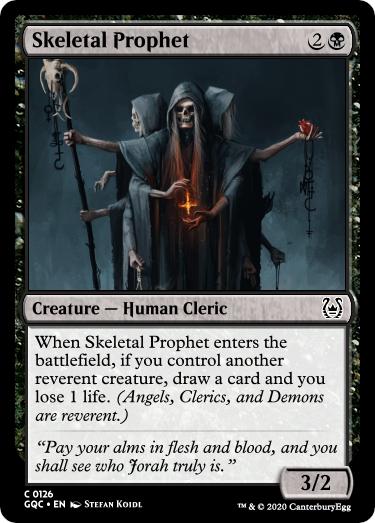 Skeletal Prophet 2
Creature — Human Cleric
When Skeletal Prophet enters the
battlefield, if you control another
reverent creature, draw a card and you
lose 1 life. (Angels, Clerics, and Demons
are reverent.)
“Pay your alms in flesh and blood, and you
shall see who Jorah truly is.”
3/2
C 0126
GQC • EN Stefan Koidl
™ & © 2020 CanterburyEgg